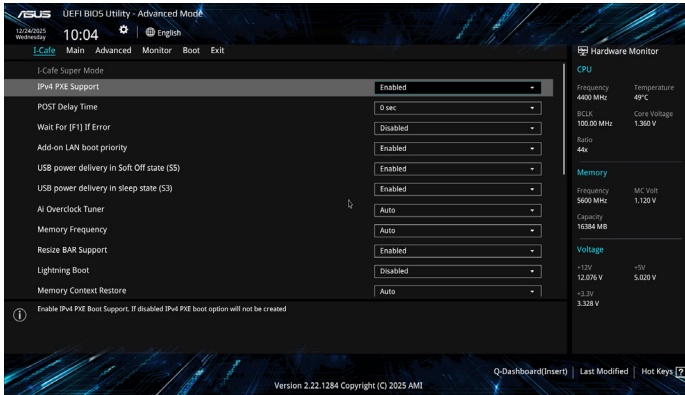 ASUS UEFI BIOS Utility - Advanced Mode
12/24/2025
Wednesday
10:04
English
I-Cafe Main Advanced Monitor Boot Exit
I-Cafe Super Mode
IPv4 PXE Support Enabled
POST Delay Time 0 sec
Wait For [F1] If Error Disabled
Add-on LAN boot priority Enabled
USB power delivery in Soft Off state (S5) Enabled
USB power delivery in sleep state (S3) Enabled
Ai Overclock Tuner Auto
Memory Frequency Auto
Resize BAR Support Enabled
Lightning Boot Disabled
Memory Context Restore Auto
Enable IPv4 PXE Boot Support. If disabled IPv4 PXE boot option will not be created
Hardware Monitor
CPU
Frequency Temperature
4400 MHz 49°C
BCLK Core Voltage
100.00 MHz 1.360 V
Ratio
44x
Memory
Frequency MC Volt
5600 MHz 1.120 V
Capacity
16384 MB
Voltage
+12V +5V
12.076 V 5.020 V
+3.3V
3.328 V
Q-Dashboard(Insert) | Last Modified | Hot Keys ?
Version 2.22.1284 Copyright (C) 2025 AMI